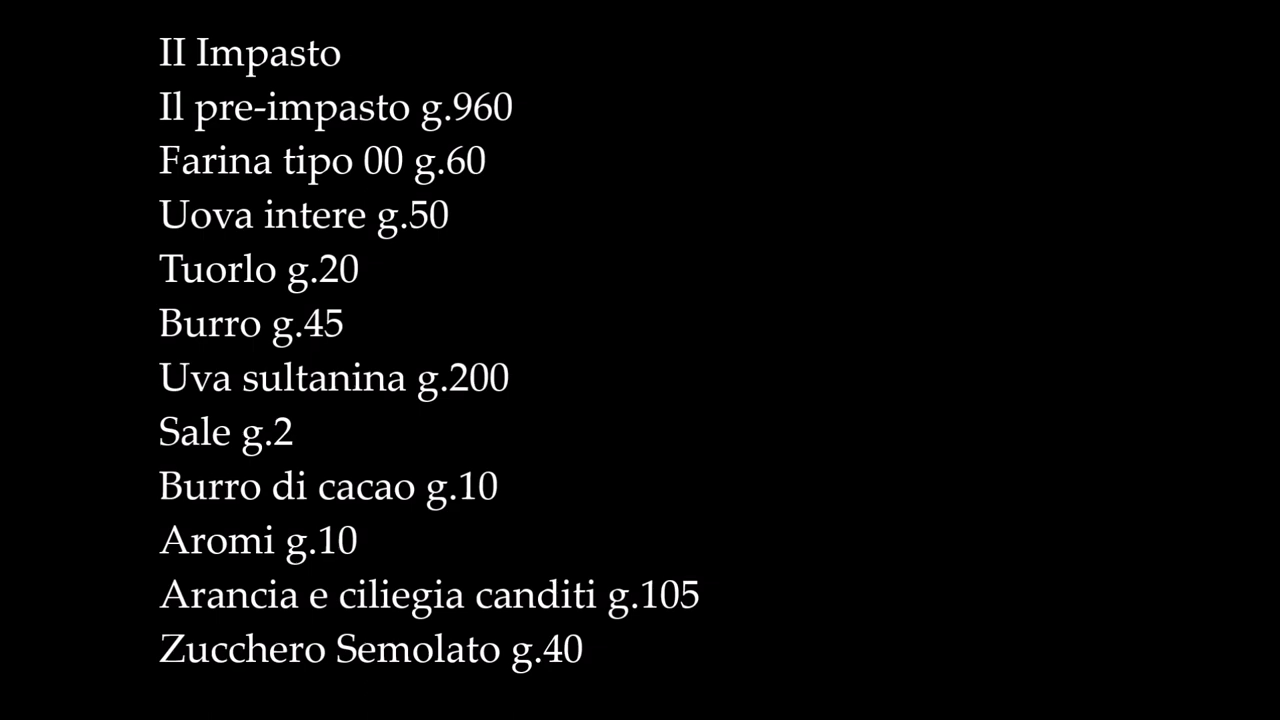 II Impasto
Il pre-impasto g.960
Farina tipo 00 g.60
Uova intere g.50
Tuorlo g.20
Burro g.45
Uva sultanina g.200
Sale g.2
Burro di cacao g.10
Aromi g.10
Arancia e ciliegia canditi g.105
Zucchero Semolato g.40